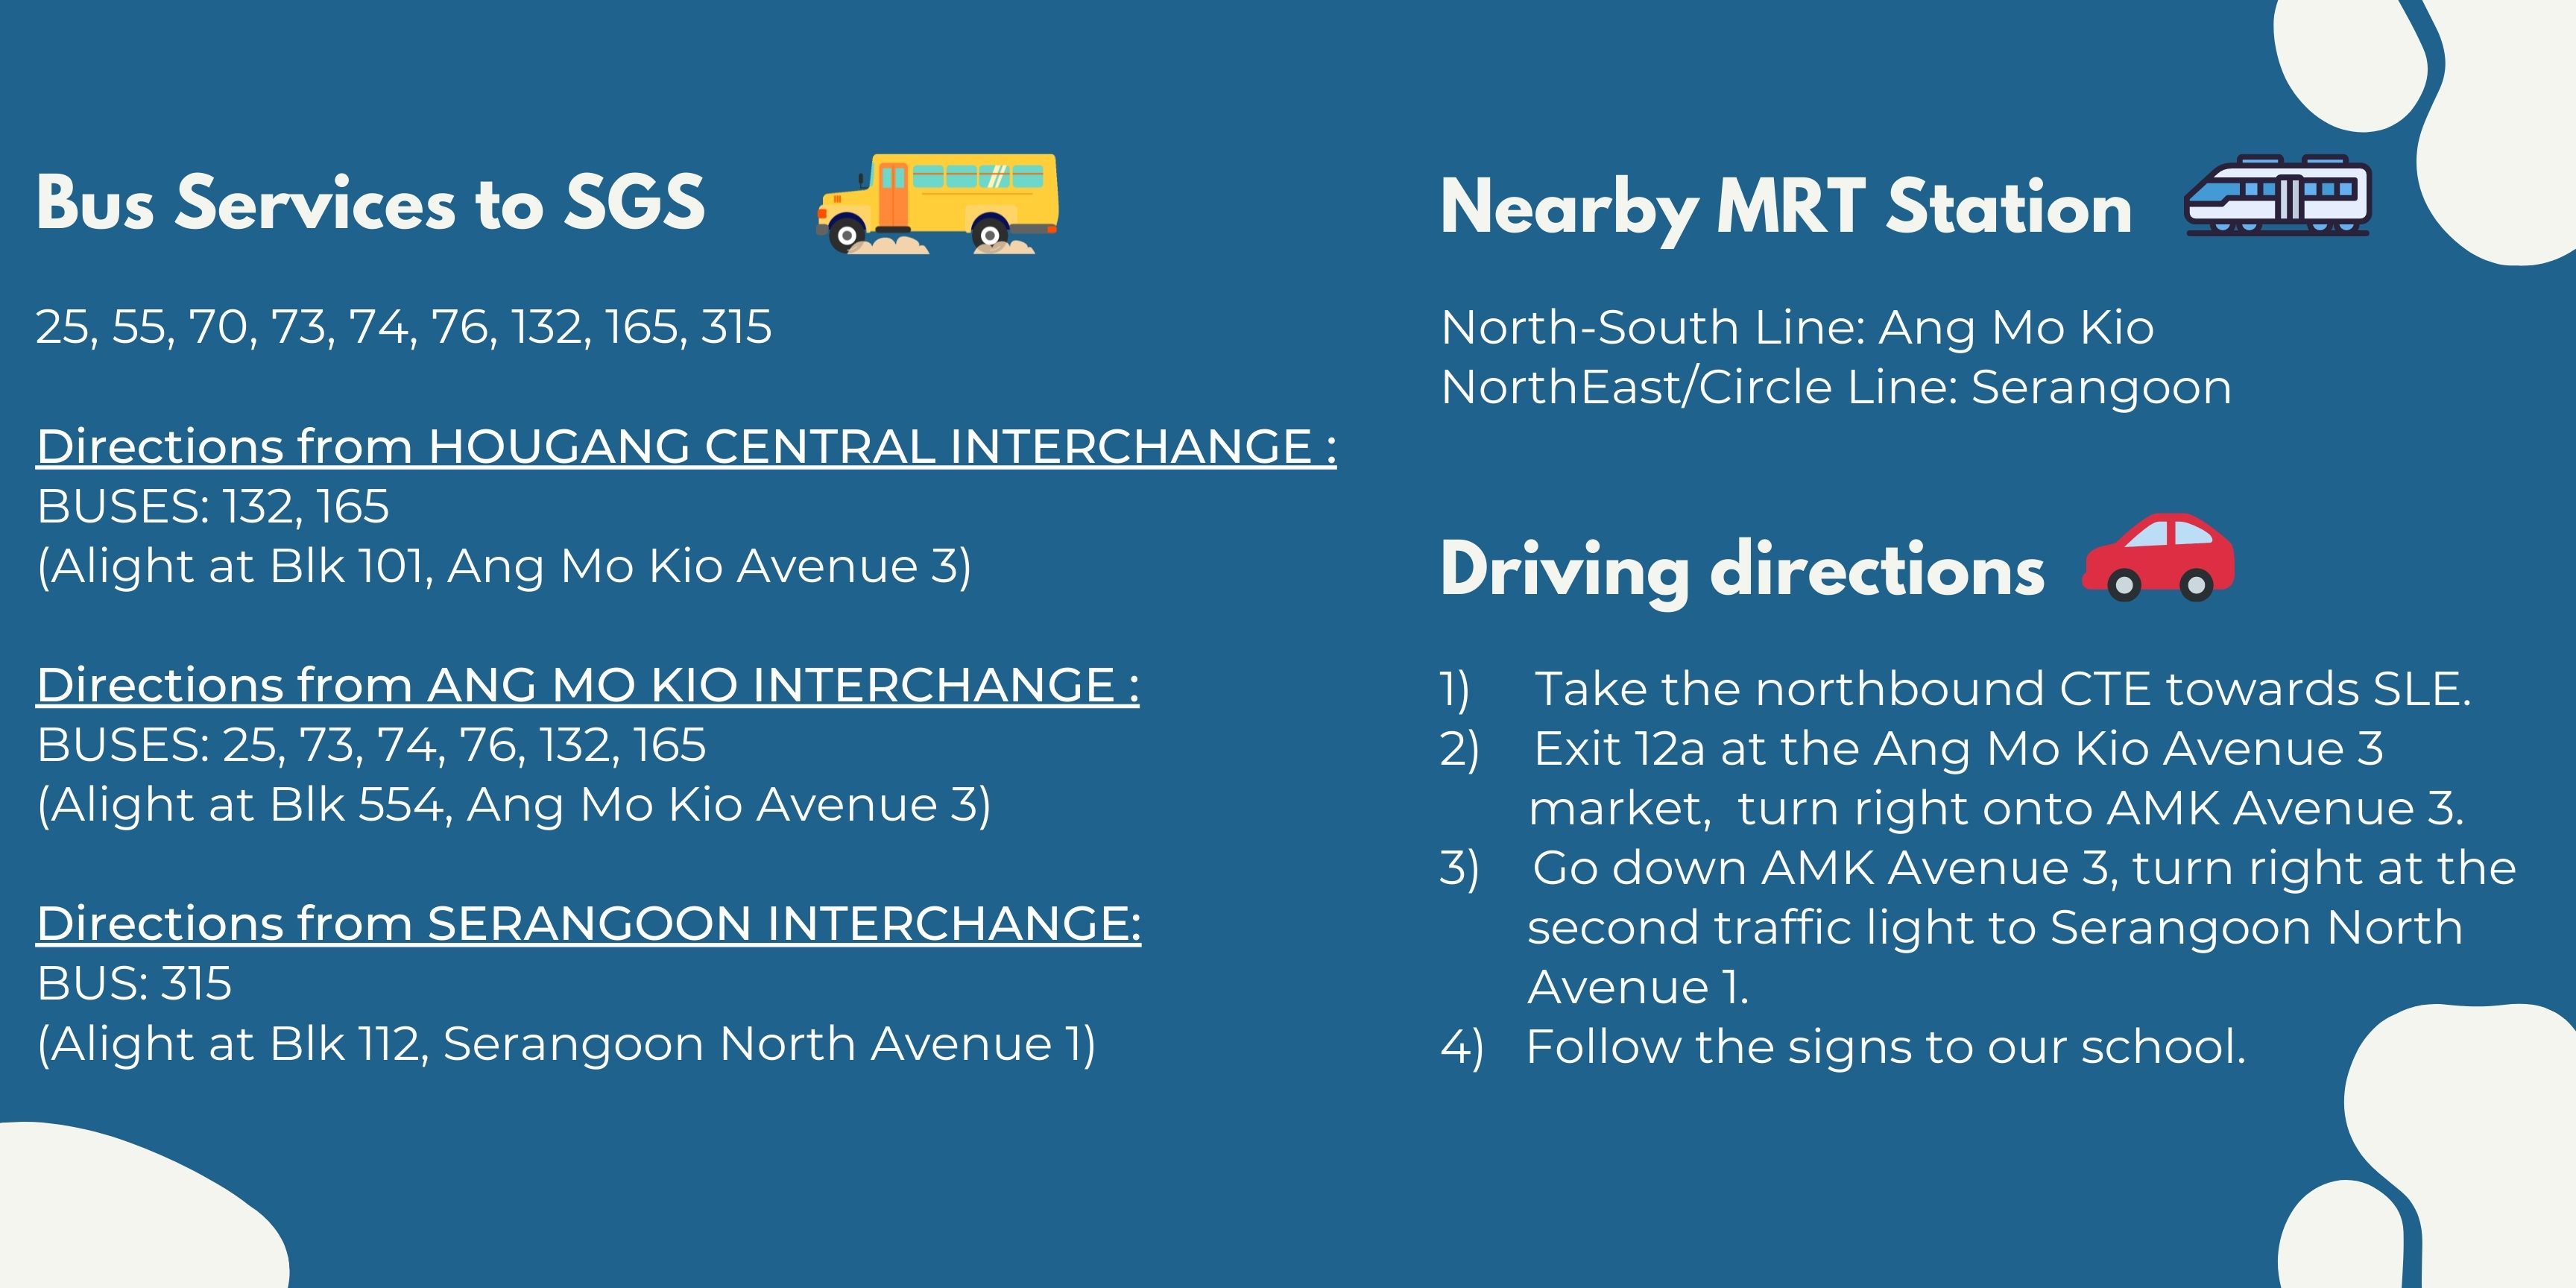 Bus Services to SGS
25, 55, 70, 73, 74, 76, 132, 165, 315
Directions from HOUGANG CENTRAL INTERCHANGE :
BUSES: 132, 165
(Alight at Blk 101, Ang Mo Kio Avenue 3)
Directions from ANG MO KIO INTERCHANGE :
BUSES: 25, 73, 74, 76, 132, 165
(Alight at Blk 554, Ang Mo Kio Avenue 3)
Directions from SERANGOON INTERCHANGE:
BUS: 315
(Alight at Blk 112, Serangoon North Avenue 1)
Nearby MRT Station
North-South Line: Ang Mo Kio
NorthEast/Circle Line: Serangoon
Driving directions
1) Take the northbound CTE towards SLE.
2) Exit 12a at the Ang Mo Kio Avenue 3
market, turn right onto AMK Avenue 3.
3) Go down AMK Avenue 3, turn right at the
second traffic light to Serangoon North
Avenue 1.
4) Follow the signs to our school.